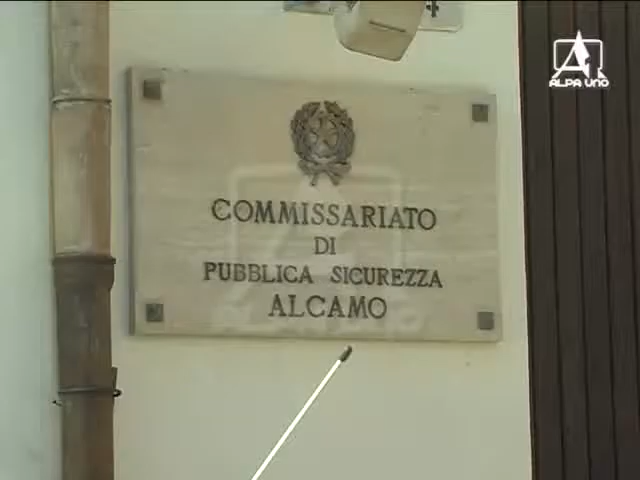 ALPA UNO
COMMISSARIATO
DI
PUBBLICA SICUREZZA
ALCAMO